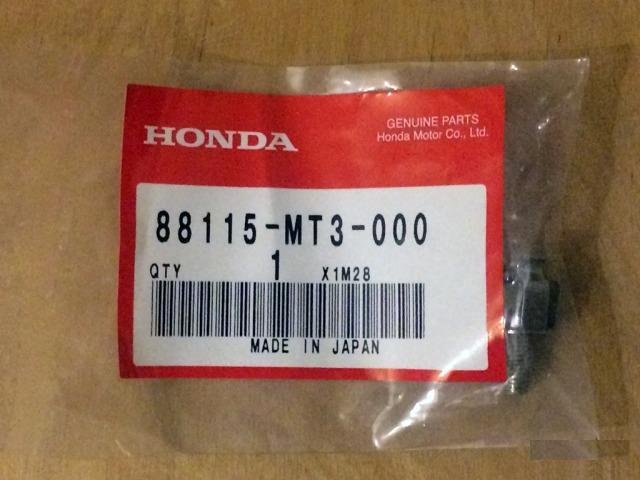 HONDA
GENUINE PARTS
Honda Motor Co., Ltd.
88115-MT3-000
QTY 1 X1M28
MADE IN JAPAN